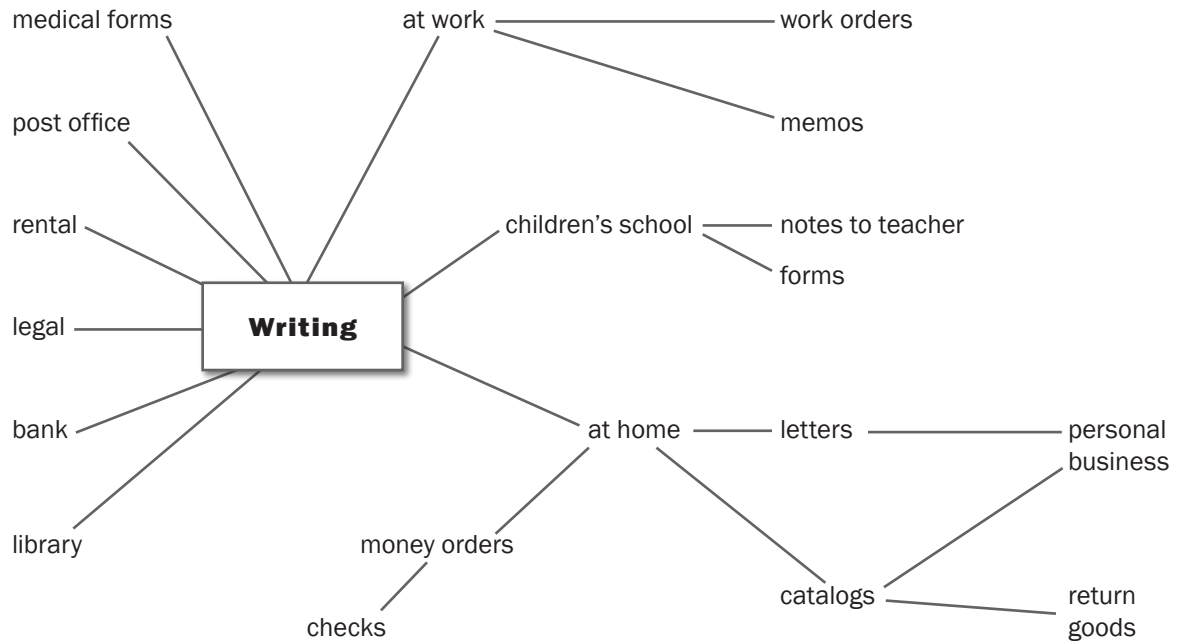 medical forms
at work
work orders
post office
memos
rental
children’s school
notes to teacher
forms
legal
Writing
bank
at home
letters
personal
business
library
money orders
catalogs
return
goods
checks